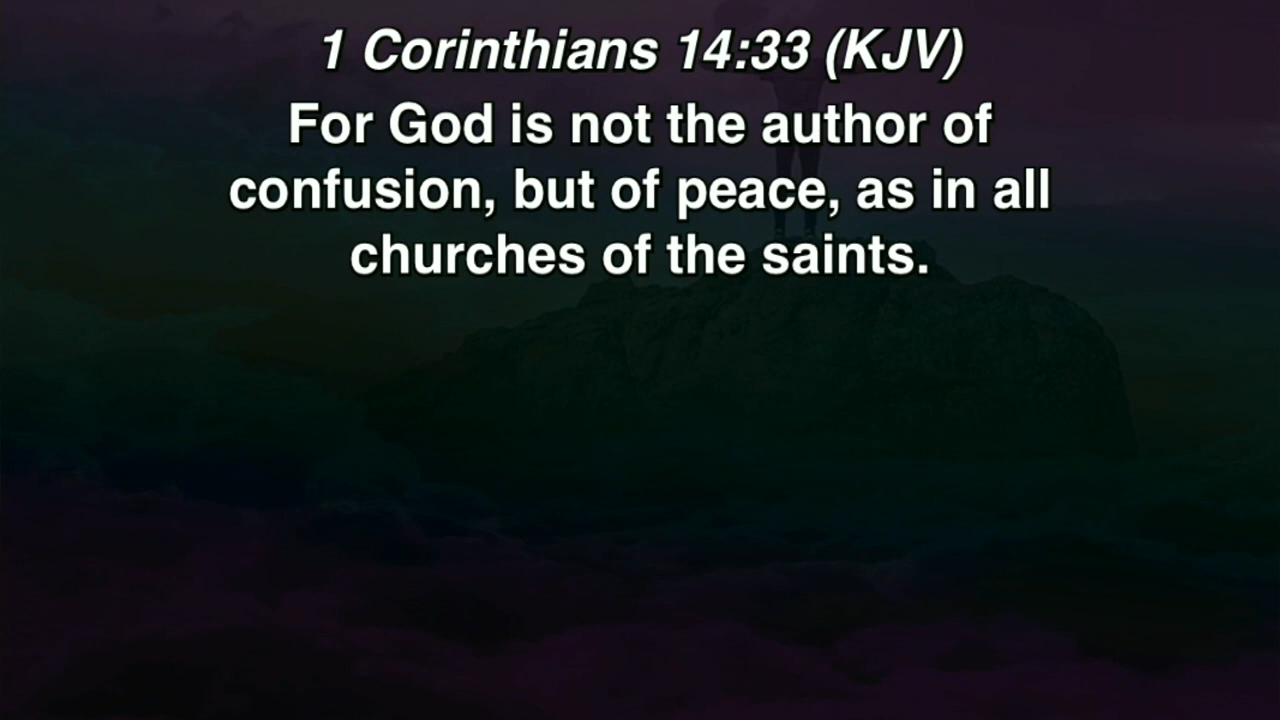 1 Corinthians 14:33 (KJV)
For God is not the author of
confusion, but of peace, as in all
churches of the saints.